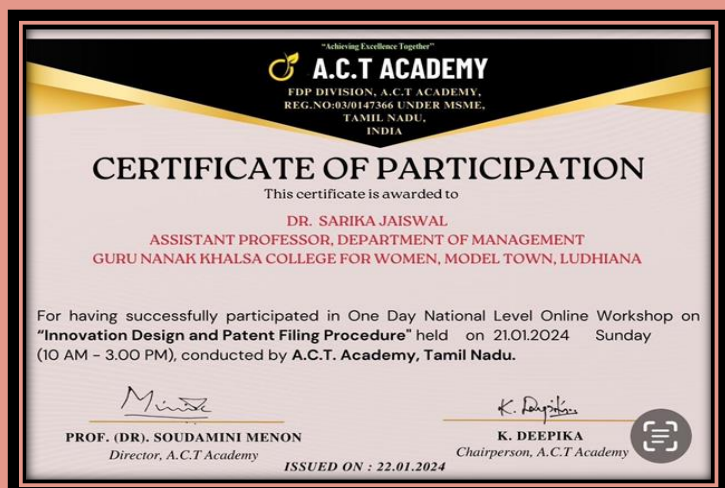 "Achieving Excellence Together"
A.C.T ACADEMY
FDP DIVISION, A.C.T ACADEMY,
REG.NO:03/0147366 UNDER MSME,
TAMIL NADU,
INDIA
CERTIFICATE OF PARTICIPATION
This certificate is awarded to
DR. SARIKA JAISWAL
ASSISTANT PROFESSOR, DEPARTMENT OF MANAGEMENT
GURU NANAK KHALSA COLLEGE FOR WOMEN, MODEL TOWN, LUDHIANA
For having successfully participated in One Day National Level Online Workshop on
“Innovation Design and Patent Filing Procedure" held on 21.01.2024 Sunday
(10 AM – 3.00 PM), conducted by A.C.T. Academy, Tamil Nadu.
K. Deepika
PROF. (DR). SOUDAMINI MENON
Director, A.C.T Academy
K. DEEPIKA
Chairperson, A.C.T Academy
ISSUED ON : 22.01.2024